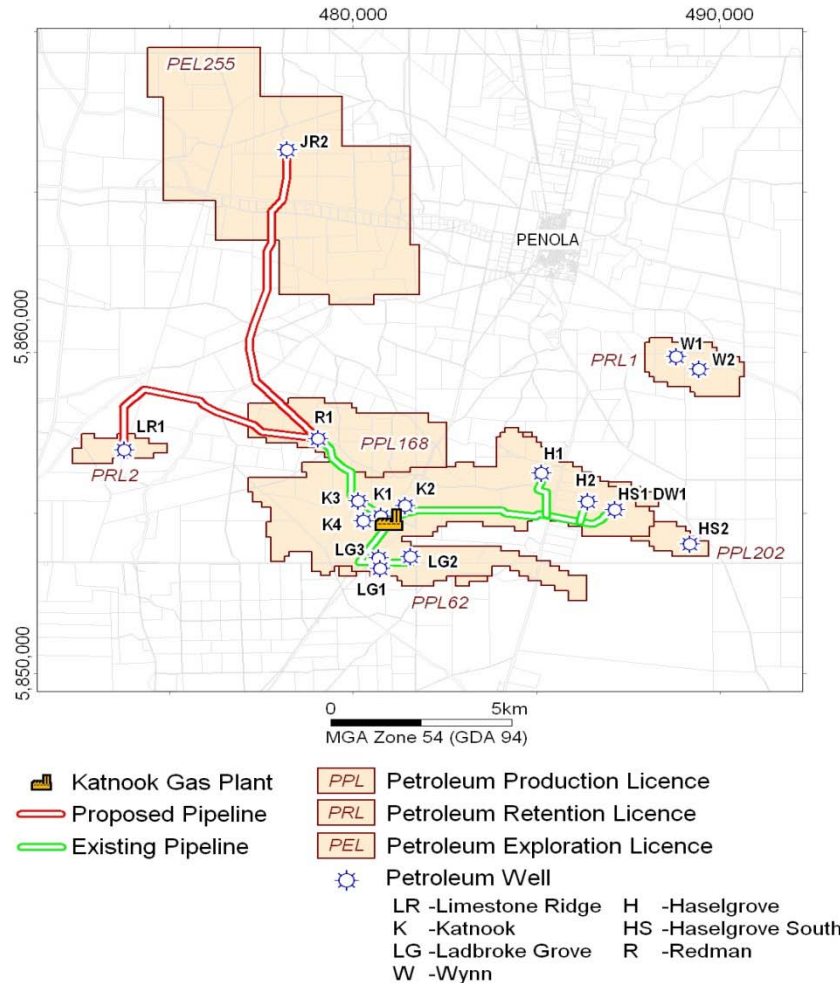 480,000
490,000
PEL255
JR2
PENOLA
5,860,000
W1
PRL1
W2
R1
LR1
PPL168
PRL2
H1
K3
K1
K2
H2
HS1 DW1
K4
HS2
LG3
LG2
PPL202
LG1
PPL62
5,850,000
0 5km
MGA Zone 54 (GDA 94)
Katnook Gas Plant
Proposed Pipeline
Existing Pipeline
PPL Petroleum Production Licence
PRL Petroleum Retention Licence
PEL Petroleum Exploration Licence
Petroleum Well
LR -Limestone Ridge H -Haselgrove
K -Katnook HS -Haselgrove South
LG -Ladbroke Grove R -Redman
W -Wynn